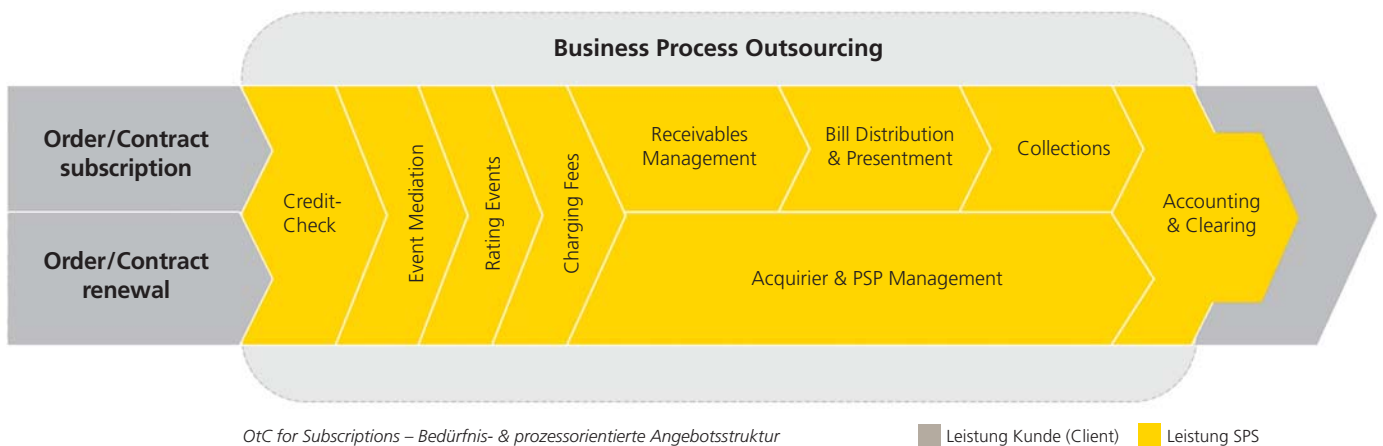 Business Process Outsourcing
Order/Contract
subscription
Order/Contract
renewal
Credit-
Check
Event Mediation
Rating Events
Charging Fees
Receivables
Management
Bill Distribution
& Presentment
Collections
Acquirier & PSP Management
Accounting
& Clearing
OtC for Subscriptions – Bedürfnis- & prozessorientierte Angebotsstruktur
Leistung Kunde (Client)
Leistung SPS